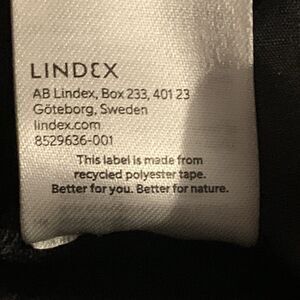 LINDEX
AB Lindex, Box 233, 401 23
Göteborg, Sweden
lindex.com
8529636-001
This label is made from
recycled polyester tape.
Better for you. Better for nature.